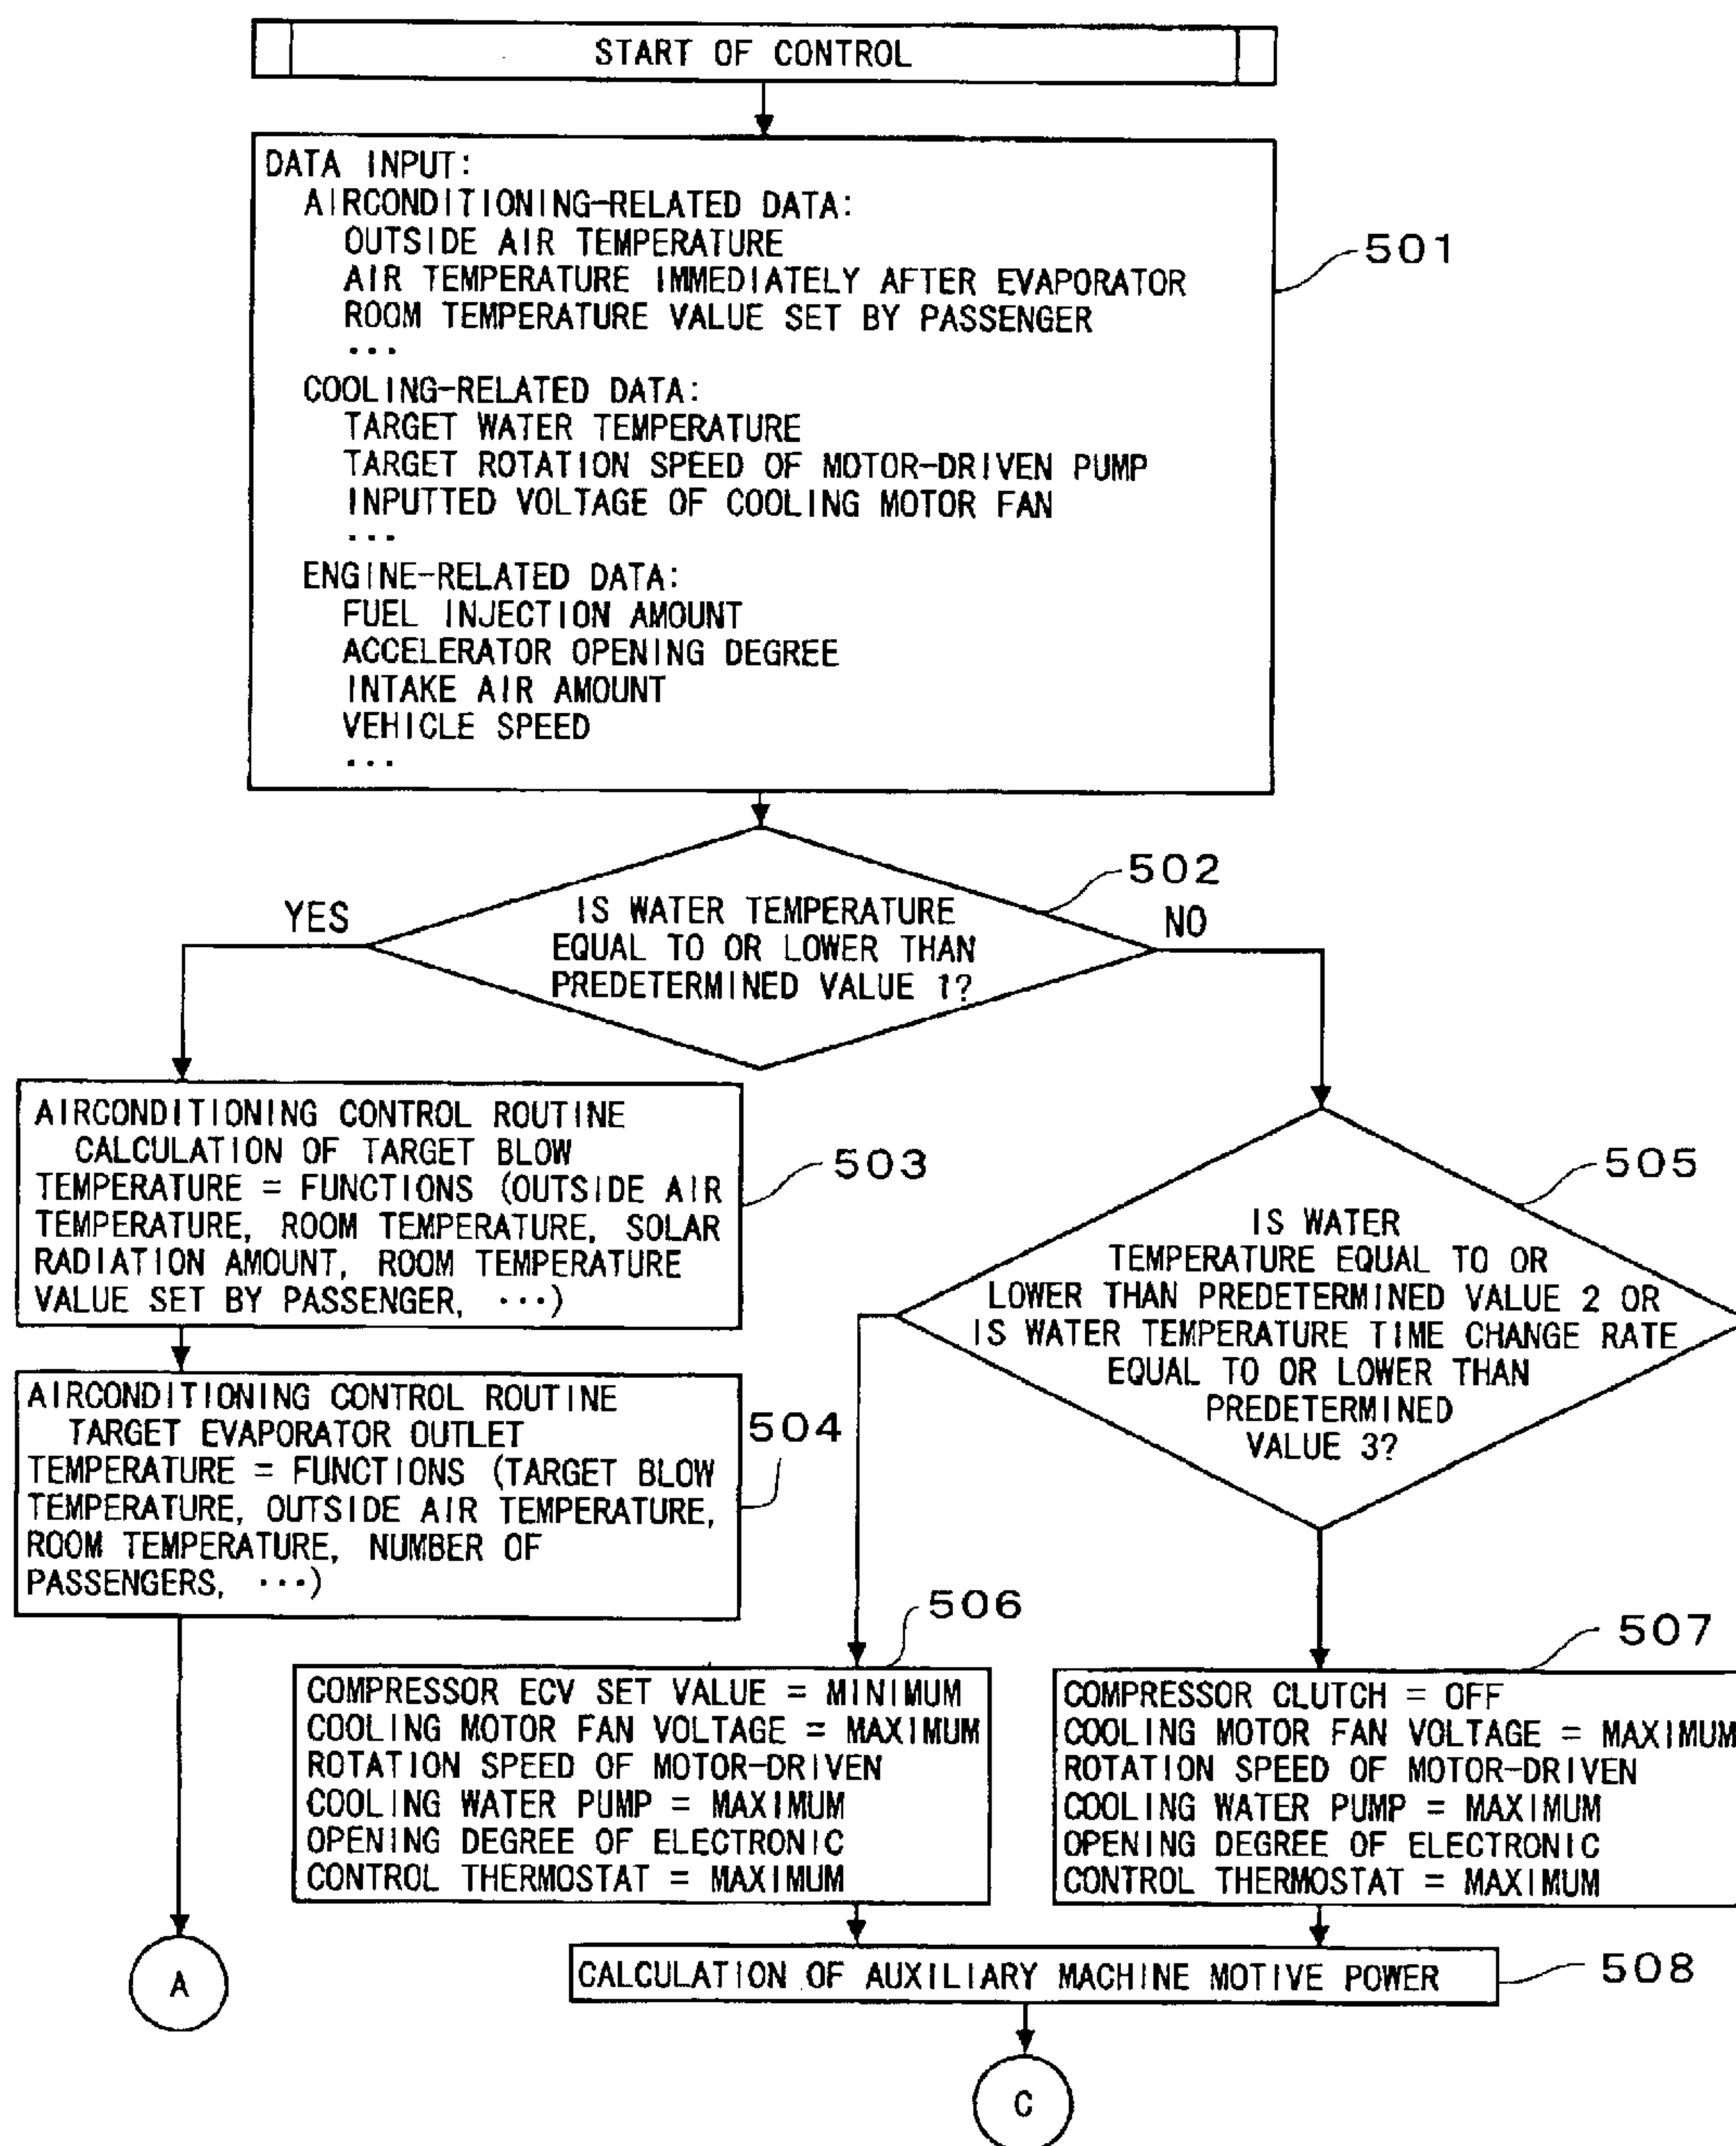 START OF CONTROL
DATA INPUT:
AIRCONDITIONING-RELATED DATA:
OUTSIDE AIR TEMPERATURE
AIR TEMPERATURE IMMEDIATELY AFTER EVAPORATOR
ROOM TEMPERATURE VALUE SET BY PASSENGER
...
COOLING-RELATED DATA:
TARGET WATER TEMPERATURE
TARGET ROTATION SPEED OF MOTOR-DRIVEN PUMP
INPUTTED VOLTAGE OF COOLING MOTOR FAN
...
ENGINE-RELATED DATA:
FUEL INJECTION AMOUNT
ACCELERATOR OPENING DEGREE
INTAKE AIR AMOUNT
VEHICLE SPEED
...
501
502
YES
IS WATER TEMPERATURE
EQUAL TO OR LOWER THAN
PREDETERMINED VALUE 1?
NO
AIRCONDITIONING CONTROL ROUTINE
CALCULATION OF TARGET BLOW
TEMPERATURE = FUNCTIONS (OUTSIDE AIR
TEMPERATURE, ROOM TEMPERATURE, SOLAR
RADIATION AMOUNT, ROOM TEMPERATURE
VALUE SET BY PASSENGER, ···)
503
AIRCONDITIONING CONTROL ROUTINE
TARGET EVAPORATOR OUTLET
TEMPERATURE = FUNCTIONS (TARGET BLOW
TEMPERATURE, OUTSIDE AIR TEMPERATURE,
ROOM TEMPERATURE, NUMBER OF
PASSENGERS, ···)
504
505
IS WATER
TEMPERATURE EQUAL TO OR
LOWER THAN PREDETERMINED VALUE 2 OR
IS WATER TEMPERATURE TIME CHANGE RATE
EQUAL TO OR LOWER THAN
PREDETERMINED
VALUE 3?
506
COMPRESSOR ECV SET VALUE = MINIMUM
COOLING MOTOR FAN VOLTAGE = MAXIMUM
ROTATION SPEED OF MOTOR-DRIVEN
COOLING WATER PUMP = MAXIMUM
OPENING DEGREE OF ELECTRONIC
CONTROL THERMOSTAT = MAXIMUM
507
COMPRESSOR CLUTCH = OFF
COOLING MOTOR FAN VOLTAGE = MAXIMUM
ROTATION SPEED OF MOTOR-DRIVEN
COOLING WATER PUMP = MAXIMUM
OPENING DEGREE OF ELECTRONIC
CONTROL THERMOSTAT = MAXIMUM
A
CALCULATION OF AUXILIARY MACHINE MOTIVE POWER
508
C